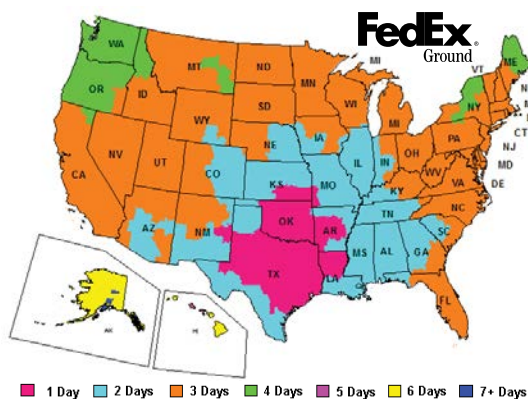 FedEx®
Ground
WA
OR
CA
NV
ID
MT
WY
UT
AZ
CO
NM
ND
SD
NE
KS
OK
TX
MN
IA
MO
AR
LA
WI
IL
MI
MI
IN
OH
KY
TN
MS
AL
GA
FL
SC
NC
VA
WV
PA
NY
VT
ME
CT
NJ
MD
DE
AK
HI
1 Day
2 Days
3 Days
4 Days
5 Days
6 Days
7+ Days